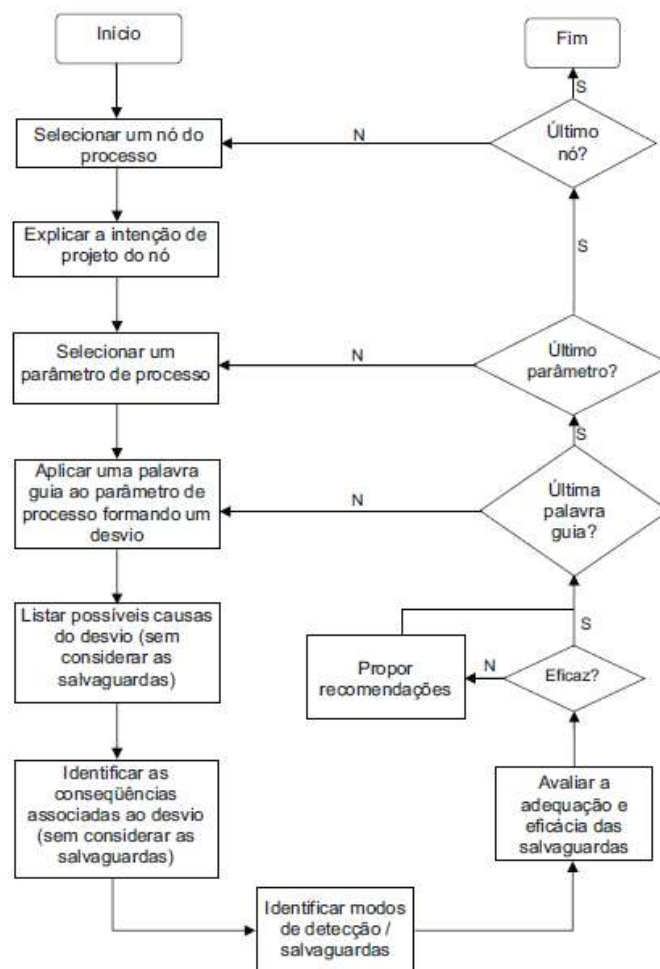 Início
Fim
S
Selecionar um nó do
processo
N
Último
nó?
Explicar a intenção de
projeto do nó
S
Selecionar um
parâmetro de processo
N
Último
parâmetro?
S
Aplicar uma palavra
guia ao parâmetro de
processo formando um
desvio
N
Última
palavra
guia?
Listar possíveis causas
do desvio (sem
considerar as
salvaguardas)
S
Propor
recomendações
N
Eficaz?
Identificar as
conseqüências
associadas ao desvio
(sem considerar as
salvaguardas)
Avaliar a
adequação e
eficácia das
salvaguardas
Identificar modos
de detecção /
salvaguardas